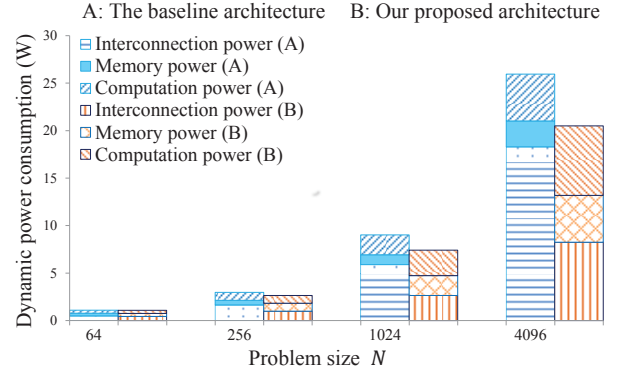 A: The baseline architecture
B: Our proposed architecture
Dynamic power consumption (W)
30
25
20
15
10
5
0
Interconnection power (A)
Memory power (A)
Computation power (A)
Interconnection power (B)
Memory power (B)
Computation power (B)
64
256
1024
4096
Problem size N